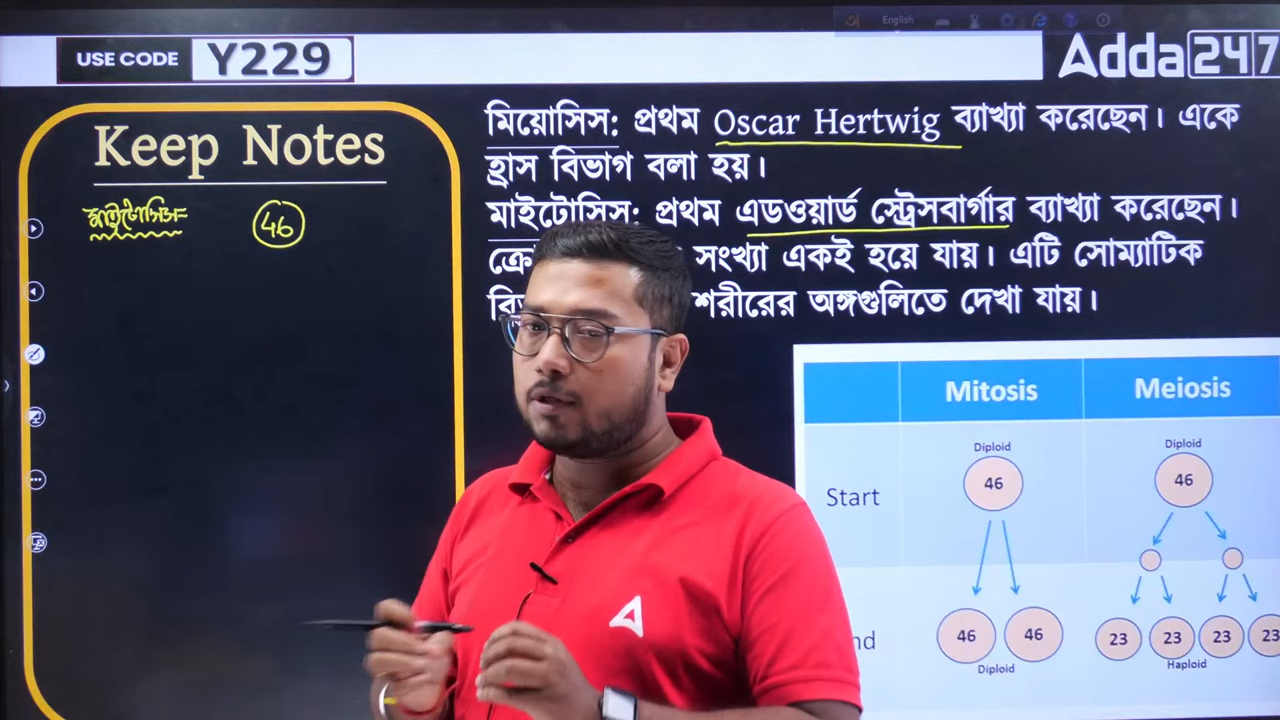 English
USE CODE Y229
Adda247
Keep Notes
মাইটোসিস 46
মিয়োসিস: প্রথম Oscar Hertwig ব্যাখ্যা করেছেন। একে
হ্রাস বিভাগ বলা হয়।
মাইটোসিস: প্রথম এডওয়ার্ড স্ট্রেসবার্গার ব্যাখ্যা করেছেন।
সংখ্যা একই হয়ে যায়। এটি সোম্যাটিক
শরীরের অঙ্গগুলিতে দেখা যায়।
Mitosis Meiosis
Diploid Diploid
Start 46 46
46 46 23 23 23 23
Diploid Haploid